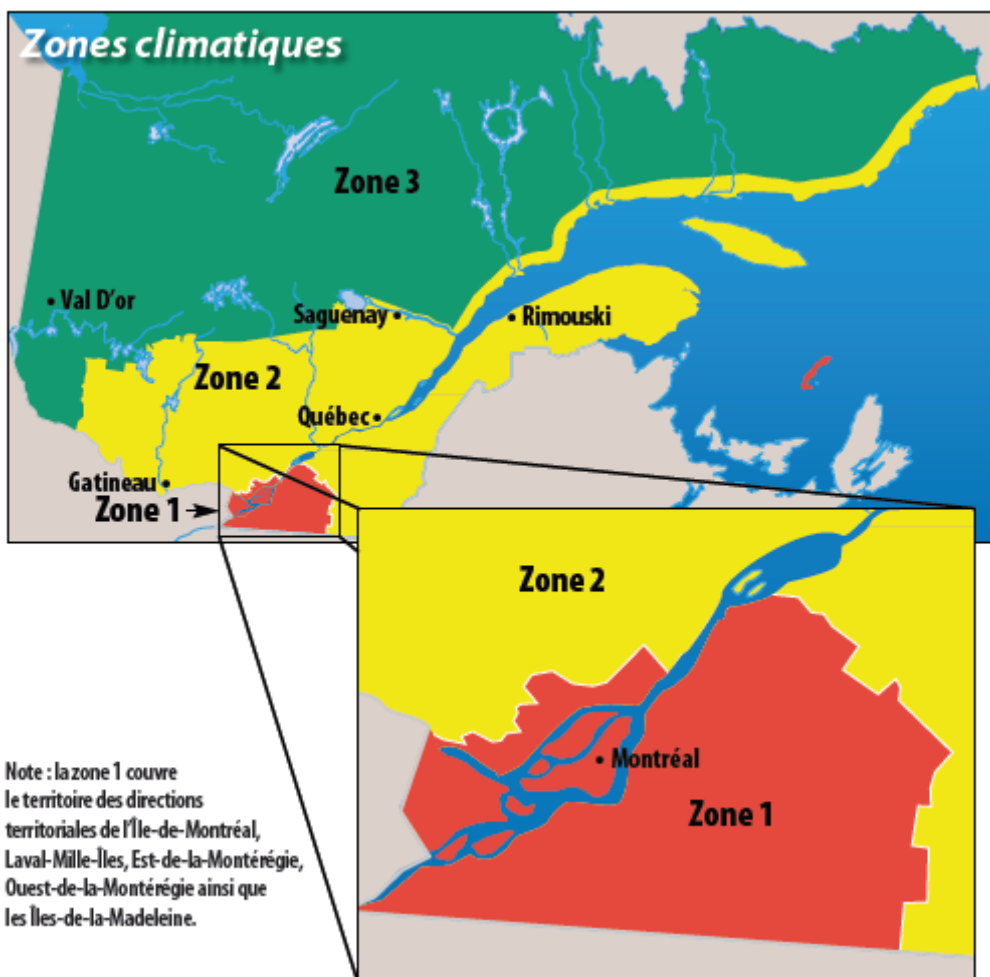 Zones climatiques
Zone 3
• Val D'or
Saguenay •
• Rimouski
Zone 2
Québec •
Gatineau •
Zone 1
Zone 2
• Montréal
Zone 1
Note : la zone 1 couvre
le territoire des directions
territoriales de l'Île-de-Montréal,
Laval-Mille-Îles, Est-de-la-Montérégie,
Ouest-de-la-Montérégie ainsi que
les Îles-de-la-Madeleine.